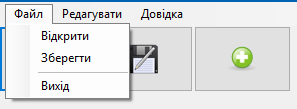 Файл Редагувати Довідка
Відкрити
Зберегти
Вихід